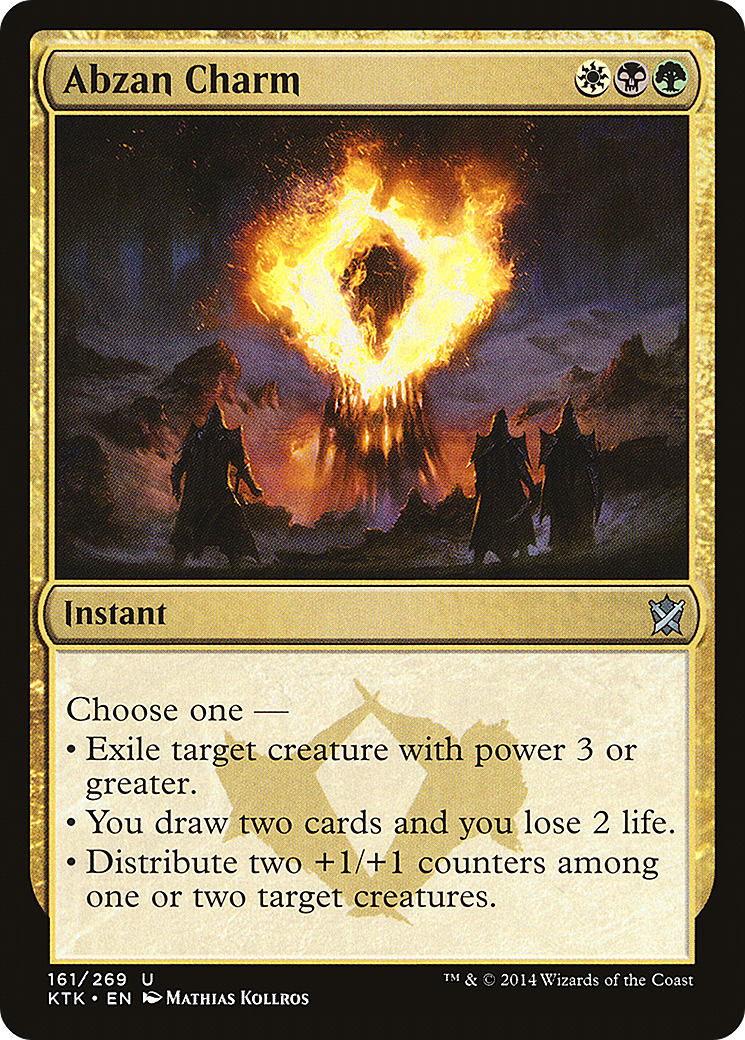 Abzan Charm
Instant
Choose one —
• Exile target creature with power 3 or
greater.
• You draw two cards and you lose 2 life.
• Distribute two +1/+1 counters among
one or two target creatures.
161/269 U
™ & © 2014 Wizards of the Coast
KTK • EN Mathias Kollros